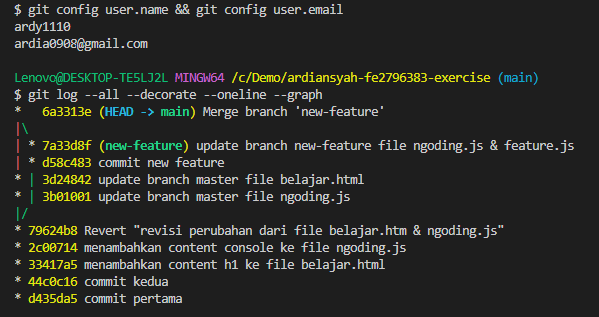 $ git config user.name && git config user.email
ardy1110
ardia0908@gmail.com
Lenovo@DESKTOP-TE5LJ2L MINGW64 /c/Demo/ardiansyah-fe2796383-exercise (main)
$ git log --all --decorate --oneline --graph
*   6a3313e (HEAD -> main) Merge branch 'new-feature'
|\
| * 7a33d8f (new-feature) update branch new-feature file ngoding.js & feature.js
| * d58c483 commit new feature
* | 3d24842 update branch master file belajar.html
* | 3b01001 update branch master file ngoding.js
|/
* 79624b8 Revert "revisi perubahan dari file belajar.htm & ngoding.js"
* 2c00714 menambahkan content console ke file ngoding.js
* 33417a5 menambahkan content h1 ke file belajar.html
* 44c0c16 commit kedua
* d435da5 commit pertama